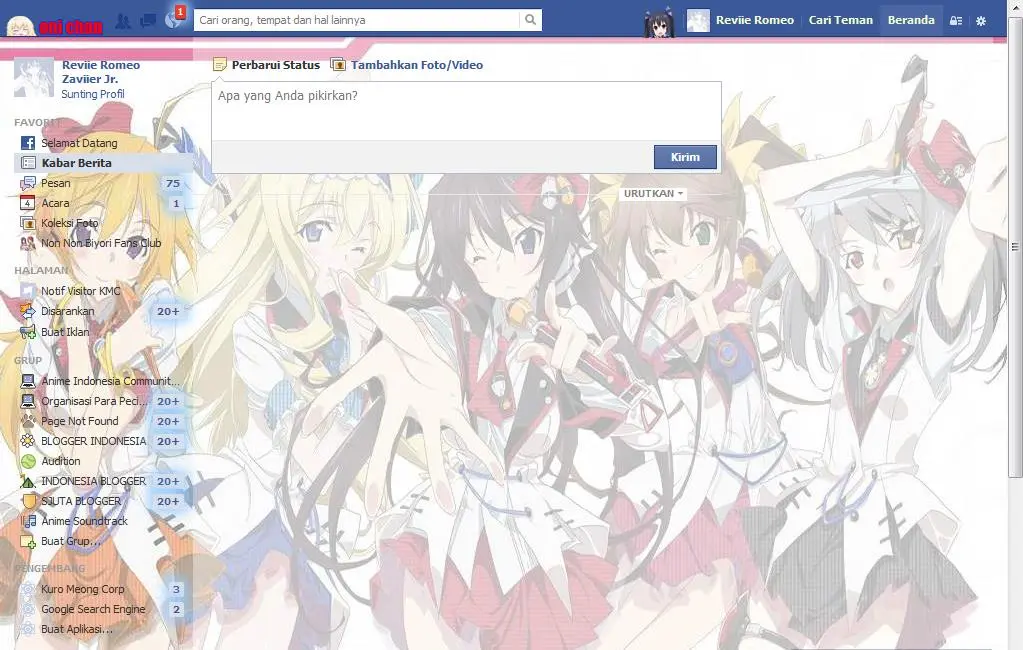 oni chan
1
Cari orang, tempat dan hal lainnya
Reviie Romeo
Cari Teman
Beranda
Reviie Romeo
Zaviier Jr.
Sunting Profil
Perbarui Status
Tambahkan Foto/Video
Apa yang Anda pikirkan?
Kirim
URUTKAN
FAVORIT
Selamat Datang
Kabar Berita
Pesan 75
4 Acara 1
Koleksi Foto
Non Non Biyori Fans Club
HALAMAN
Notif Visitor KMC
Disarankan 20+
Buat Iklan
GRUP
Anime Indonesia Communit...
Organisasi Para Peci... 20+
Page Not Found 20+
BLOGGER INDONESIA 20+
Audition
INDONESIA BLOGGER 20+
SJUTA BLOGGER 20+
Anime Soundtrack
Buat Grup...
PENGEMBANG
Kuro Meong Corp 3
Google Search Engine 2
Buat Aplikasi...